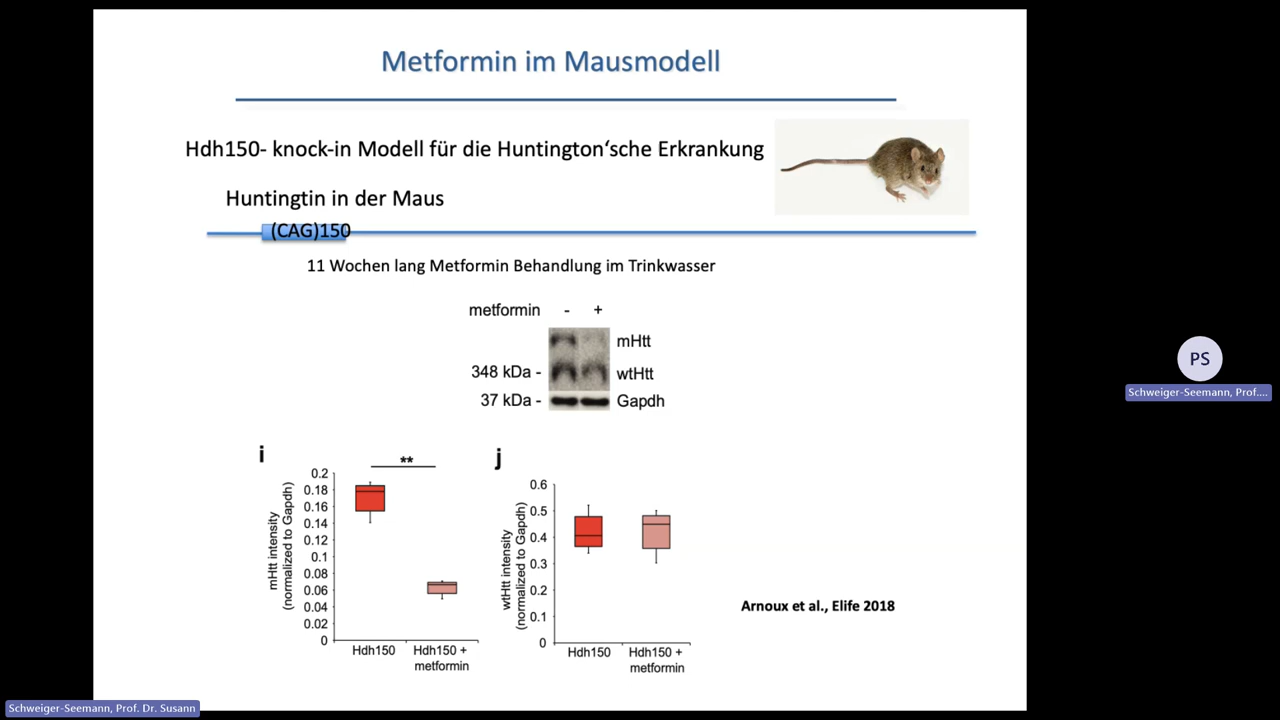 Metformin im Mausmodell
Hdh150- knock-in Modell für die Huntington‘sche Erkrankung
Huntingtin in der Maus
(CAG)150
11 Wochen lang Metformin Behandlung im Trinkwasser
metformin - +
mHtt
348 kDa - wtHtt
37 kDa - Gapdh
i
**
mHtt intensity
(normalized to Gapdh)
0.2
0.18
0.16
0.14
0.12
0.1
0.08
0.06
0.04
0.02
0
Hdh150
Hdh150 +
metformin
j
wtHtt intensity
(normalized to Gapdh)
0.6
0.5
0.4
0.3
0.2
0.1
0
Hdh150
Hdh150 +
metformin
Arnoux et al., Elife 2018
PS
Schweiger-Seemann, Prof....
Schweiger-Seemann, Prof. Dr. Susann